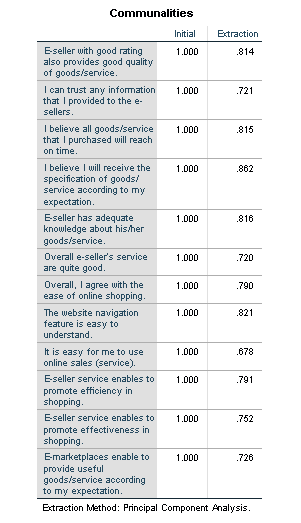 Communalities
Initial Extraction
E-seller with good rating 1.000 .814
also provides good quality
of goods/service.
I can trust any information 1.000 .721
that I provided to the e-
sellers.
I believe all goods/service 1.000 .815
that I purchased will reach
on time.
I believe I will receive the 1.000 .862
specification of goods/
service according to my
expectation.
E-seller has adequate 1.000 .816
knowledge about his/her
goods/service.
Overall e-seller's service 1.000 .720
are quite good.
Overall, I agree with the 1.000 .790
ease of online shopping.
The website navigation 1.000 .821
feature is easy to
understand.
It is easy for me to use 1.000 .678
online sales (service).
E-seller service enables to 1.000 .791
promote efficiency in
shopping.
E-seller service enables to 1.000 .752
promote effectiveness in
shopping.
E-marketplaces enable to 1.000 .726
provide useful
goods/service according
to my expectation.
Extraction Method: Principal Component Analysis.